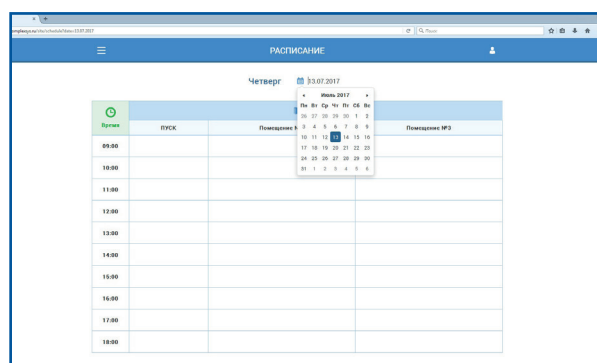 РАСПИСАНИЕ
Четверг 13.07.2017
Июль 2017
Пн Вт Ср Чт Пт Сб Вс
26 27 28 29 30 1 2
3 4 5 6 7 8 9
10 11 12 13 14 15 16
17 18 19 20 21 22 23
24 25 26 27 28 29 30
31 1 2 3 4 5 6
Время
ПУСК Помещение Помещение №3
09:00
10:00
11:00
12:00
13:00
14:00
15:00
16:00
17:00
18:00